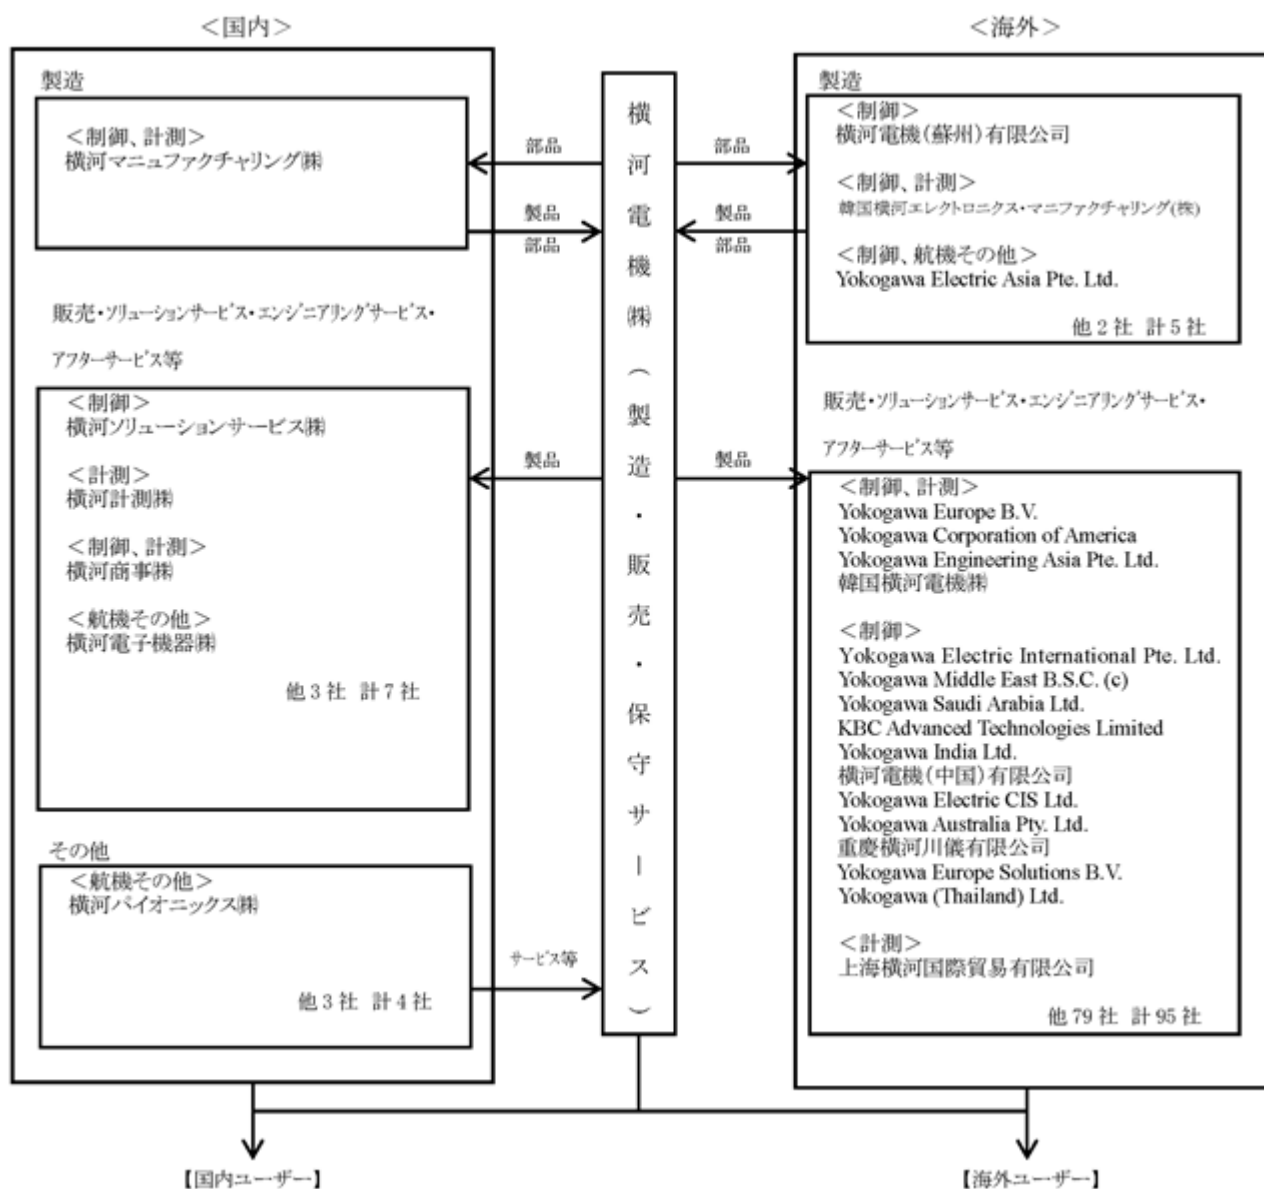 ＜国内＞
製造
＜制御、計測＞
横河マニュファクチャリング㈱
販売・ソリューションサービス・エンジニアリングサービス・
アフターサービス等
＜制御＞
横河ソリューションサービス㈱
＜計測＞
横河計測㈱
＜制御、計測＞
横河商事㈱
＜航機その他＞
横河電子機器㈱
他3社 計7社
その他
＜航機その他＞
横河パイオニックス㈱
他3社 計4社
部品
製品
部品
製品
サービス等
横河電機㈱（製造・販売・保守サービス）
部品
製品
部品
製品
＜海外＞
製造
＜制御＞
横河電機（蘇州）有限公司
＜制御、計測＞
韓国横河エレクトロニクス・マニファクチャリング(株)
＜制御、航機その他＞
Yokogawa Electric Asia Pte. Ltd.
他2社 計5社
販売・ソリューションサービス・エンジニアリングサービス・
アフターサービス等
＜制御、計測＞
Yokogawa Europe B.V.
Yokogawa Corporation of America
Yokogawa Engineering Asia Pte. Ltd.
韓国横河電機㈱
＜制御＞
Yokogawa Electric International Pte. Ltd.
Yokogawa Middle East B.S.C. (c)
Yokogawa Saudi Arabia Ltd.
KBC Advanced Technologies Limited
Yokogawa India Ltd.
横河電機（中国）有限公司
Yokogawa Electric CIS Ltd.
Yokogawa Australia Pty. Ltd.
重慶横河川儀有限公司
Yokogawa Europe Solutions B.V.
Yokogawa (Thailand) Ltd.
＜計測＞
上海横河国際貿易有限公司
他79社 計95社
【国内ユーザー】
【海外ユーザー】